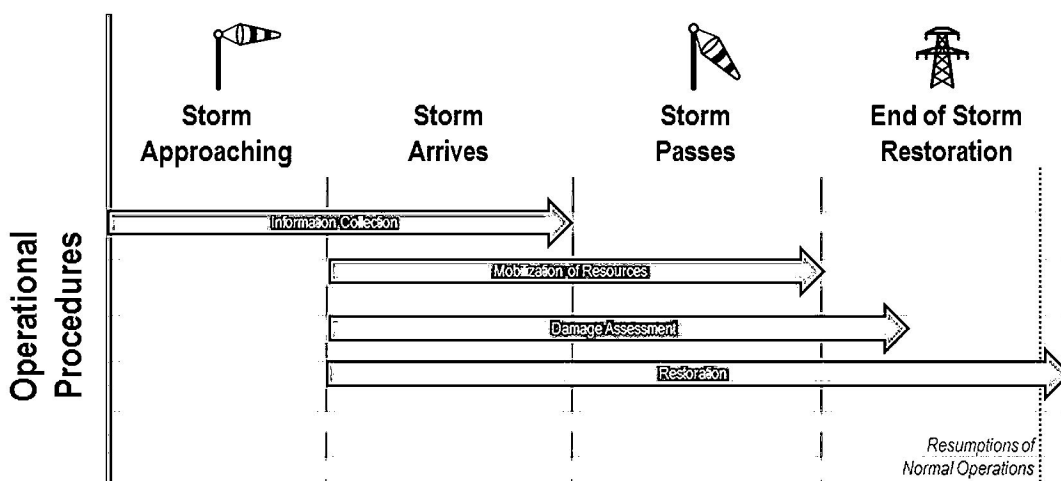 Storm
Approaching
Storm
Arrives
Storm
Passes
End of Storm
Restoration
Operational
Procedures
Information Collection
Mobilization of Resources
Damage Assessment
Restoration
Resumptions of
Normal Operations